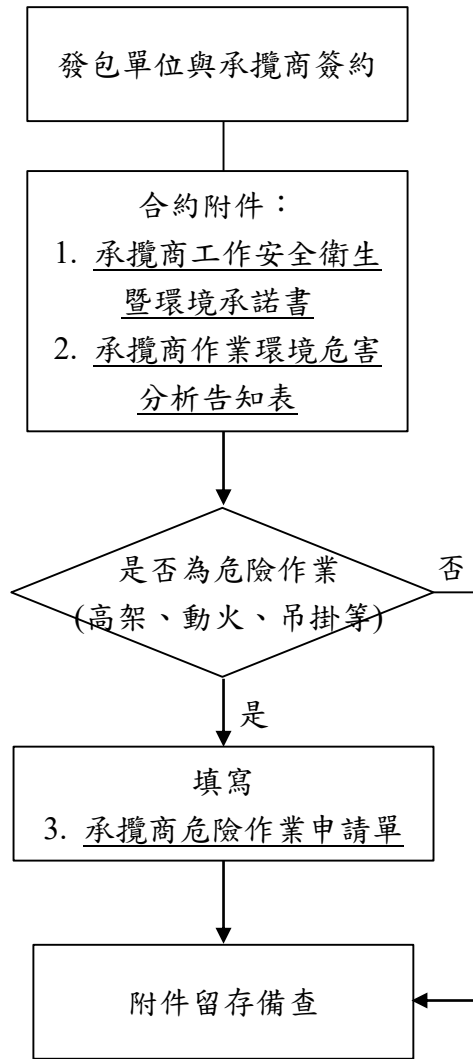 發包單位與承攬商簽約
合約附件：
1. 承攬商工作安全衛生
暨環境承諾書
2. 承攬商作業環境危害
分析告知表
是否為危險作業
(高架、動火、吊掛等)
否
是
填寫
3. 承攬商危險作業申請單
附件留存備查